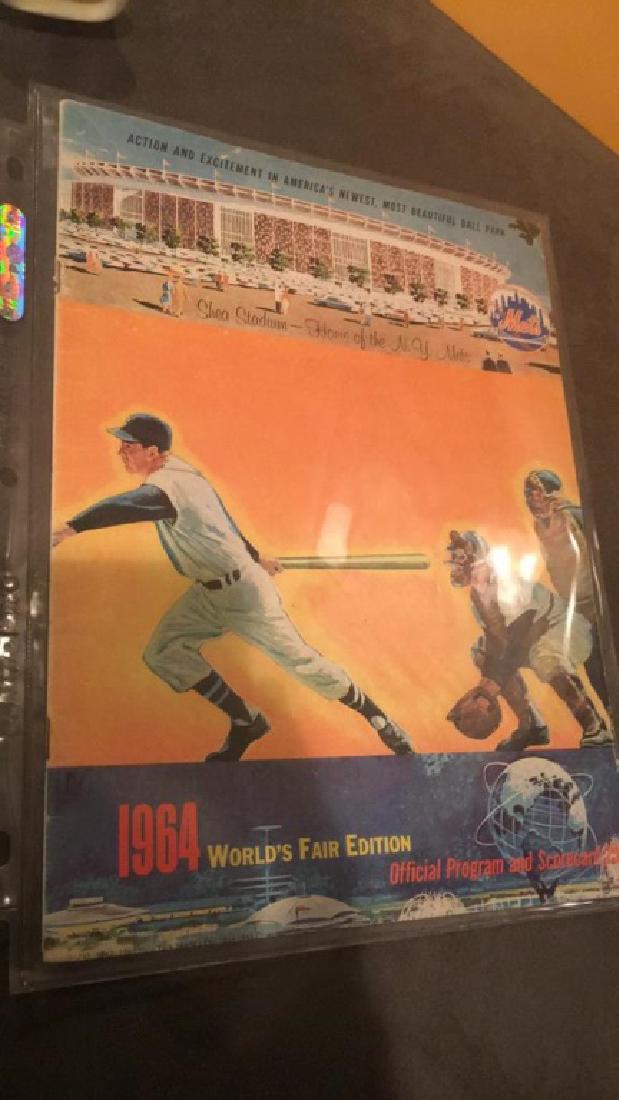 ACTION AND EXCITEMENT IN AMERICA'S NEWEST, MOST BEAUTIFUL BALL PARK
Shea Stadium — Home of the N.Y. Mets
Mets
1964 WORLD'S FAIR EDITION
Official Program and Scorecard